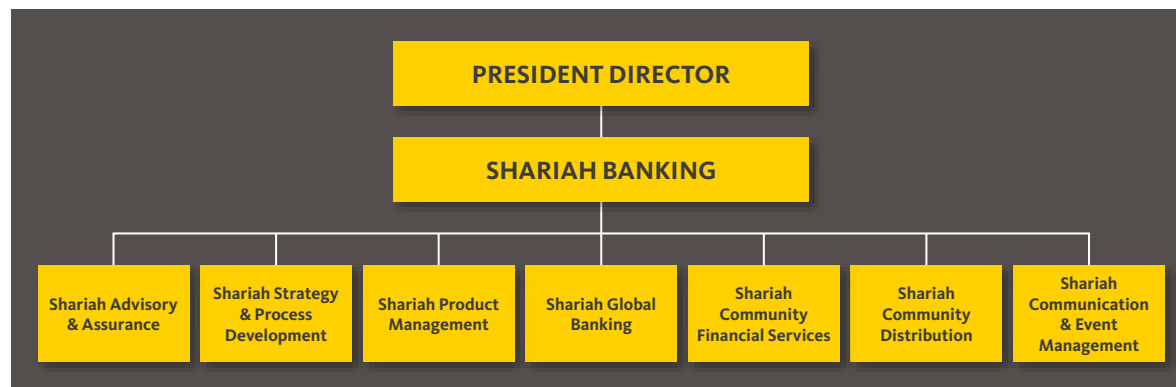 PRESIDENT DIRECTOR
SHARIAH BANKING
Shariah Advisory
& Assurance
Shariah Strategy
& Process
Development
Shariah Product
Management
Shariah Global
Banking
Shariah
Community
Financial Services
Shariah
Community
Distribution
Shariah
Communication
& Event
Management